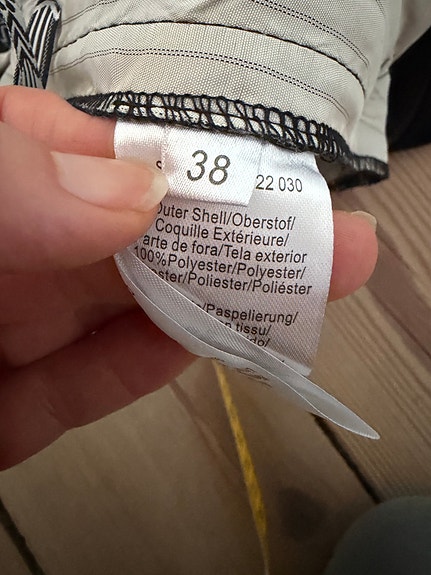 38
22 030
Outer Shell/Oberstof/
Coquille Extérieure/
arte de fora/Tela exterior
100%Polyester/Polyester/
ester/Poliester/Poliéster
/Paspelierung/
tissu/